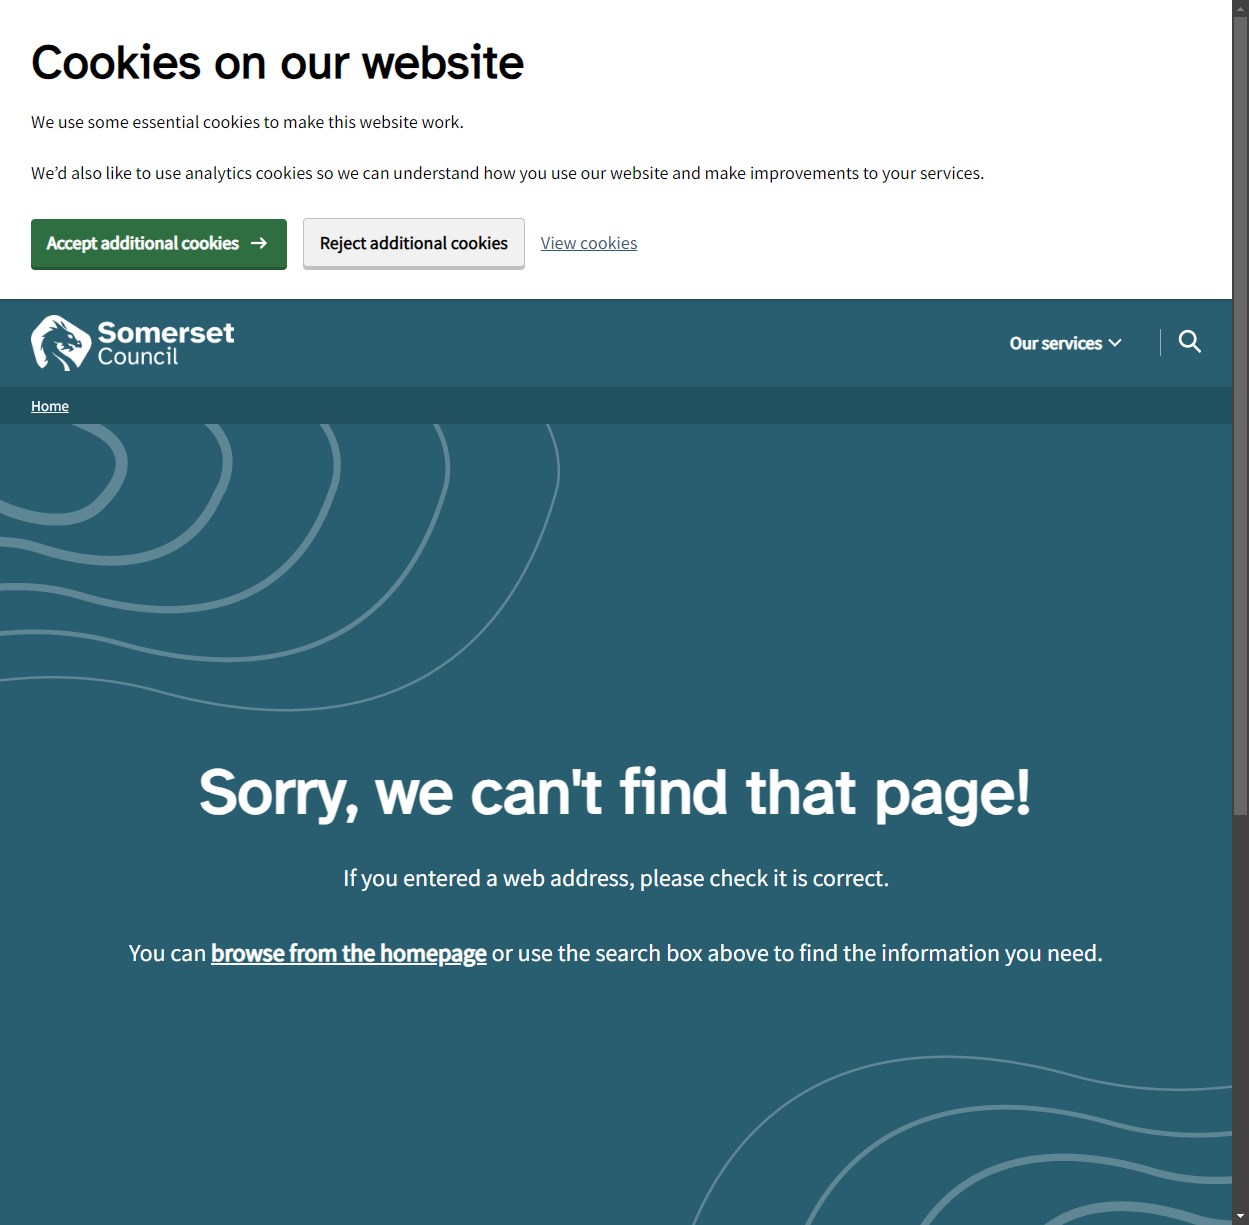 Cookies on our website
We use some essential cookies to make this website work.
We’d also like to use analytics cookies so we can understand how you use our website and make improvements to your services.
Accept additional cookies → Reject additional cookies View cookies
Somerset
Council
Our services
Home
Sorry, we can't find that page!
If you entered a web address, please check it is correct.
You can browse from the homepage or use the search box above to find the information you need.